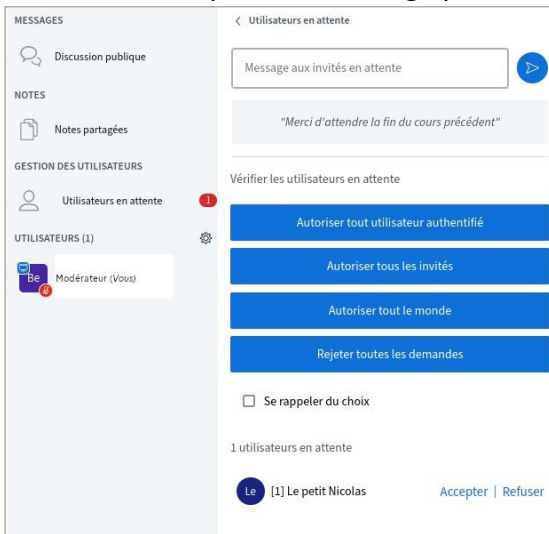 MESSAGES
Discussion publique
NOTES
Notes partagées
GESTION DES UTILISATEURS
Utilisateurs en attente
1
UTILISATEURS (1)
Be
Modérateur (Vous)
Utilisateurs en attente
Message aux invités en attente
"Merci d'attendre la fin du cours précédent"
Vérifier les utilisateurs en attente
Autoriser tout utilisateur authentifié
Autoriser tous les invités
Autoriser tout le monde
Rejeter toutes les demandes
Se rappeler du choix
1 utilisateurs en attente
Le [1] Le petit Nicolas Accepter | Refuser